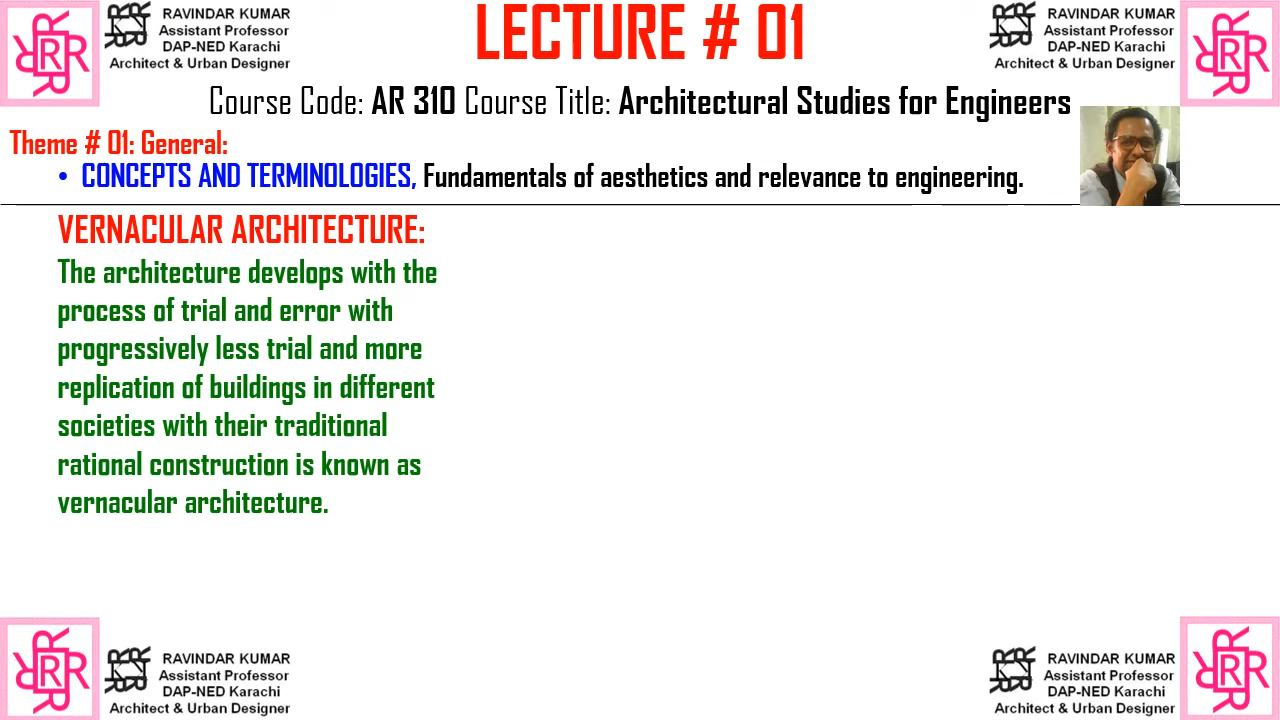 RAVINDAR KUMAR
Assistant Professor
DAP-NED Karachi
Architect & Urban Designer
LECTURE # 01
RAVINDAR KUMAR
Assistant Professor
DAP-NED Karachi
Architect & Urban Designer
Course Code: AR 310 Course Title: Architectural Studies for Engineers
Theme # 01: General:
• CONCEPTS AND TERMINOLOGIES, Fundamentals of aesthetics and relevance to engineering.
VERNACULAR ARCHITECTURE:
The architecture develops with the
process of trial and error with
progressively less trial and more
replication of buildings in different
societies with their traditional
rational construction is known as
vernacular architecture.
RAVINDAR KUMAR
Assistant Professor
DAP-NED Karachi
Architect & Urban Designer
RAVINDAR KUMAR
Assistant Professor
DAP-NED Karachi
Architect & Urban Designer